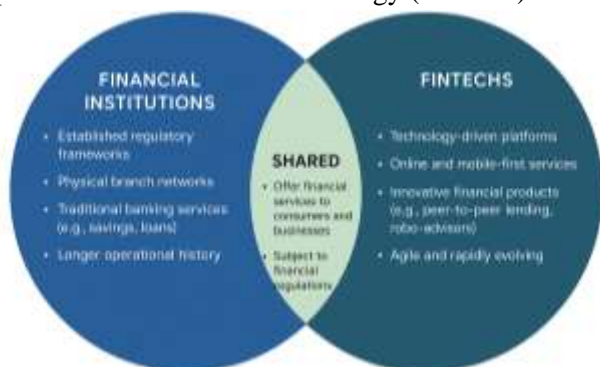 FINANCIAL
INSTITUTIONS
• Established regulatory
frameworks
• Physical branch networks
• Traditional banking services
(e.g., savings, loans)
• Longer operational history
SHARED
• Offer financial
services to
consumers and
businesses
• Subject to
financial
regulations
FINTECHS
• Technology-driven platforms
• Online and mobile-first services
• Innovative financial products
(e.g., peer-to-peer lending,
robo-advisors)
• Agile and rapidly evolving